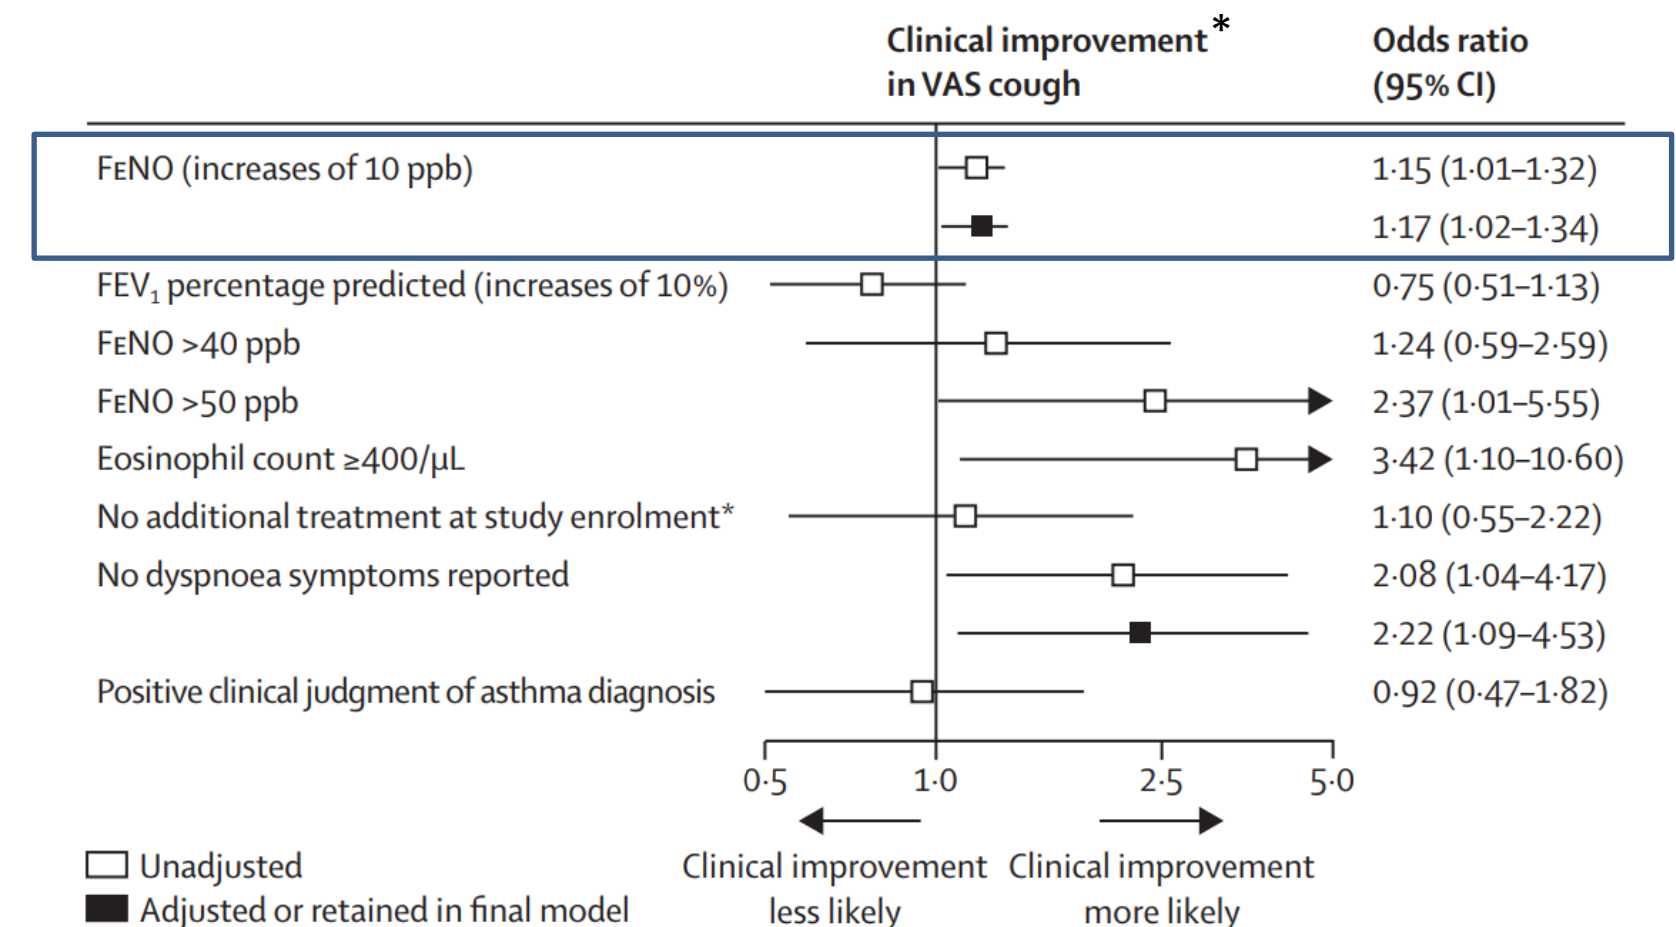 Clinical improvement*
in VAS cough
Odds ratio
(95% CI)
FENO (increases of 10 ppb) 1·15 (1·01–1·32)
1·17 (1·02–1·34)
FEV₁ percentage predicted (increases of 10%) 0·75 (0·51–1·13)
FENO >40 ppb 1·24 (0·59–2·59)
FENO >50 ppb 2·37 (1·01–5·55)
Eosinophil count ≥400/µL 3·42 (1·10–10·60)
No additional treatment at study enrolment* 1·10 (0·55–2·22)
No dyspnoea symptoms reported 2·08 (1·04–4·17)
2·22 (1·09–4·53)
Positive clinical judgment of asthma diagnosis 0·92 (0·47–1·82)
0·5 1·0 2·5 5·0
Unadjusted
Adjusted or retained in final model
Clinical improvement
less likely
Clinical improvement
more likely